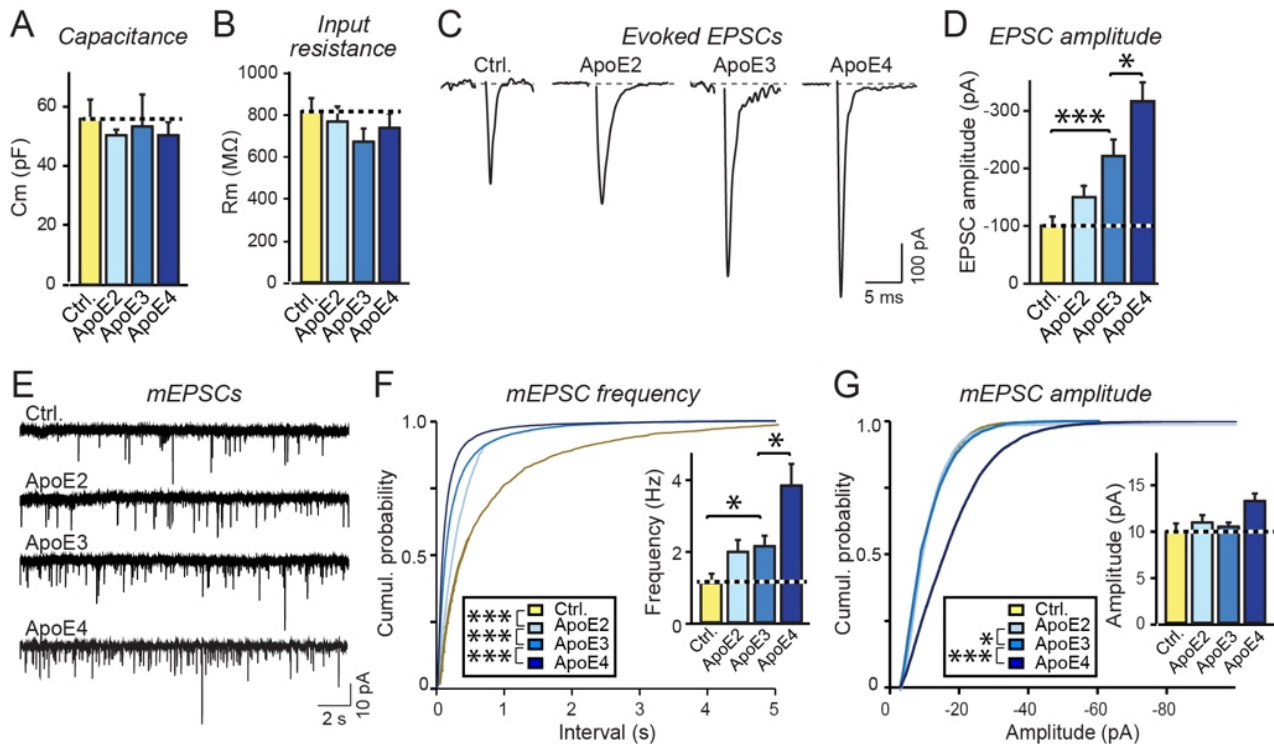 A
Capacitance
Cm (pF)
60
40
20
0
Ctrl.
ApoE2
ApoE3
ApoE4
B
Input
resistance
Rm (MΩ)
1000
800
600
400
200
0
Ctrl.
ApoE2
ApoE3
ApoE4
C
Evoked EPSCs
Ctrl.
ApoE2
ApoE3
ApoE4
100 pA
5 ms
D
EPSC amplitude
EPSC amplitude (pA)
-300
-200
-100
0
***
*
Ctrl.
ApoE2
ApoE3
ApoE4
E
mEPSCs
Ctrl.
ApoE2
ApoE3
ApoE4
10 pA
2 s
F
mEPSC frequency
Cumul. probability
1.0
0.5
0
0 1 2 3 4 5
Interval (s)
*** Ctrl.
*** ApoE2
*** ApoE3
ApoE4
Frequency (Hz)
4
2
0
*
*
Ctrl.
ApoE2
ApoE3
ApoE4
G
mEPSC amplitude
Cumul. probability
1.0
0.5
0
0 -20 -40 -60 -80
Amplitude (pA)
Ctrl.
* ApoE2
*** ApoE3
ApoE4
Amplitude (pA)
15
10
5
0
Ctrl.
ApoE2
ApoE3
ApoE4